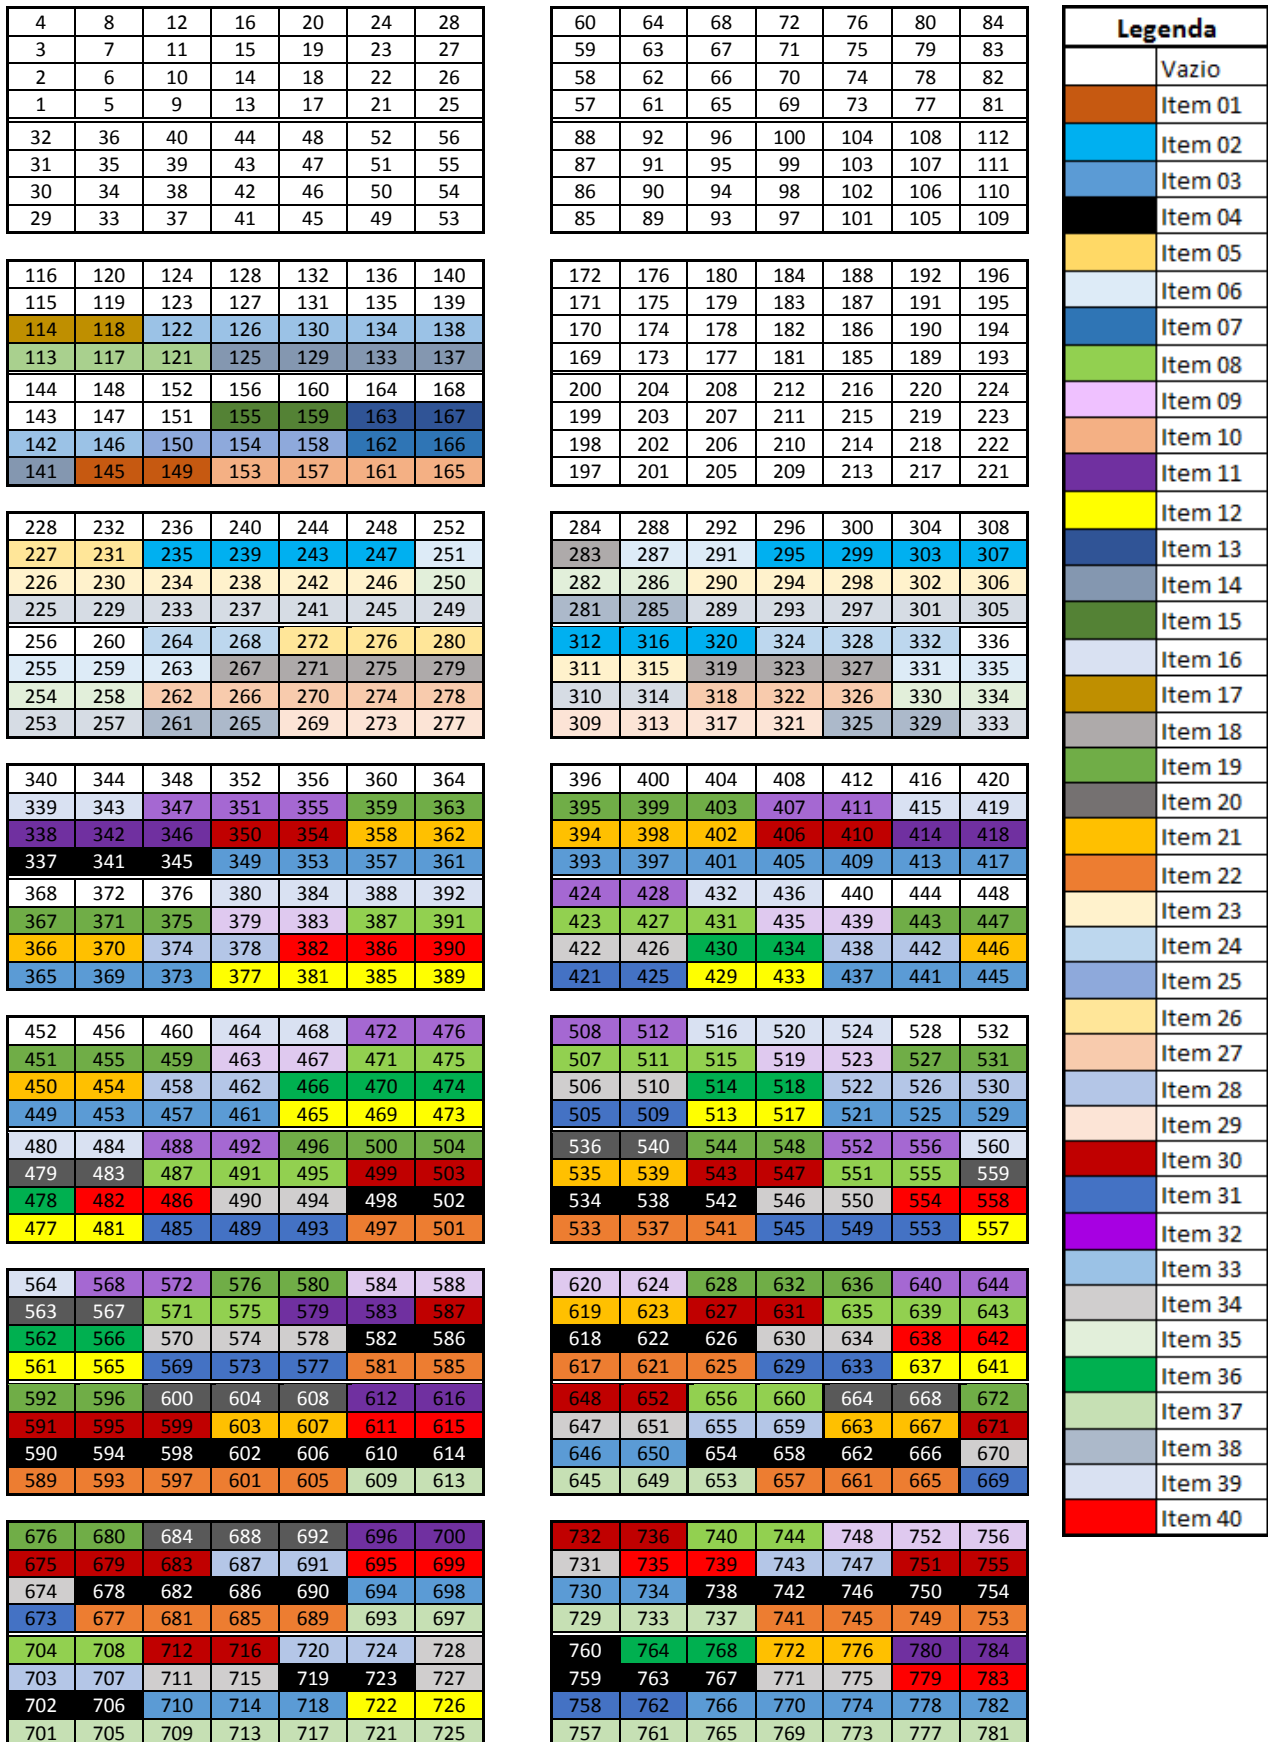 4 8 12 16 20 24 28
3 7 11 15 19 23 27
2 6 10 14 18 22 26
1 5 9 13 17 21 25
32 36 40 44 48 52 56
31 35 39 43 47 51 55
30 34 38 42 46 50 54
29 33 37 41 45 49 53
60 64 68 72 76 80 84
59 63 67 71 75 79 83
58 62 66 70 74 78 82
57 61 65 69 73 77 81
88 92 96 100 104 108 112
87 91 95 99 103 107 111
86 90 94 98 102 106 110
85 89 93 97 101 105 109
116 120 124 128 132 136 140
115 119 123 127 131 135 139
114 118 122 126 130 134 138
113 117 121 125 129 133 137
144 148 152 156 160 164 168
143 147 151 155 159 163 167
142 146 150 154 158 162 166
141 145 149 153 157 161 165
172 176 180 184 188 192 196
171 175 179 183 187 191 195
170 174 178 182 186 190 194
169 173 177 181 185 189 193
200 204 208 212 216 220 224
199 203 207 211 215 219 223
198 202 206 210 214 218 222
197 201 205 209 213 217 221
228 232 236 240 244 248 252
227 231 235 239 243 247 251
226 230 234 238 242 246 250
225 229 233 237 241 245 249
256 260 264 268 272 276 280
255 259 263 267 271 275 279
254 258 262 266 270 274 278
253 257 261 265 269 273 277
284 288 292 296 300 304 308
283 287 291 295 299 303 307
282 286 290 294 298 302 306
281 285 289 293 297 301 305
312 316 320 324 328 332 336
311 315 319 323 327 331 335
310 314 318 322 326 330 334
309 313 317 321 325 329 333
340 344 348 352 356 360 364
339 343 347 351 355 359 363
338 342 346 350 354 358 362
337 341 345 349 353 357 361
368 372 376 380 384 388 392
367 371 375 379 383 387 391
366 370 374 378 382 386 390
365 369 373 377 381 385 389
396 400 404 408 412 416 420
395 399 403 407 411 415 419
394 398 402 406 410 414 418
393 397 401 405 409 413 417
424 428 432 436 440 444 448
423 427 431 435 439 443 447
422 426 430 434 438 442 446
421 425 429 433 437 441 445
452 456 460 464 468 472 476
451 455 459 463 467 471 475
450 454 458 462 466 470 474
449 453 457 461 465 469 473
480 484 488 492 496 500 504
479 483 487 491 495 499 503
478 482 486 490 494 498 502
477 481 485 489 493 497 501
508 512 516 520 524 528 532
507 511 515 519 523 527 531
506 510 514 518 522 526 530
505 509 513 517 521 525 529
536 540 544 548 552 556 560
535 539 543 547 551 555 559
534 538 542 546 550 554 558
533 537 541 545 549 553 557
564 568 572 576 580 584 588
563 567 571 575 579 583 587
562 566 570 574 578 582 586
561 565 569 573 577 581 585
592 596 600 604 608 612 616
591 595 599 603 607 611 615
590 594 598 602 606 610 614
589 593 597 601 605 609 613
620 624 628 632 636 640 644
619 623 627 631 635 639 643
618 622 626 630 634 638 642
617 621 625 629 633 637 641
648 652 656 660 664 668 672
647 651 655 659 663 667 671
646 650 654 658 662 666 670
645 649 653 657 661 665 669
676 680 684 688 692 696 700
675 679 683 687 691 695 699
674 678 682 686 690 694 698
673 677 681 685 689 693 697
704 708 712 716 720 724 728
703 707 711 715 719 723 727
702 706 710 714 718 722 726
701 705 709 713 717 721 725
732 736 740 744 748 752 756
731 735 739 743 747 751 755
730 734 738 742 746 750 754
729 733 737 741 745 749 753
760 764 768 772 776 780 784
759 763 767 771 775 779 783
758 762 766 770 774 778 782
757 761 765 769 773 777 781
Legenda
Vazio
Item 01
Item 02
Item 03
Item 04
Item 05
Item 06
Item 07
Item 08
Item 09
Item 10
Item 11
Item 12
Item 13
Item 14
Item 15
Item 16
Item 17
Item 18
Item 19
Item 20
Item 21
Item 22
Item 23
Item 24
Item 25
Item 26
Item 27
Item 28
Item 29
Item 30
Item 31
Item 32
Item 33
Item 34
Item 35
Item 36
Item 37
Item 38
Item 39
Item 40